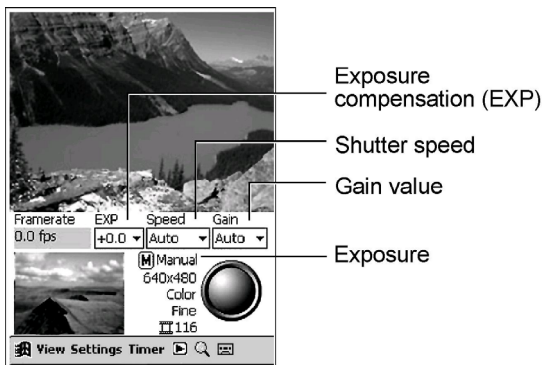 Exposure
compensation (EXP)
Shutter speed
Gain value
Framerate EXP Speed Gain
0.0 fps +0.0 Auto Auto
Exposure
M Manual
640x480
Color
Fine
116
View Settings Timer